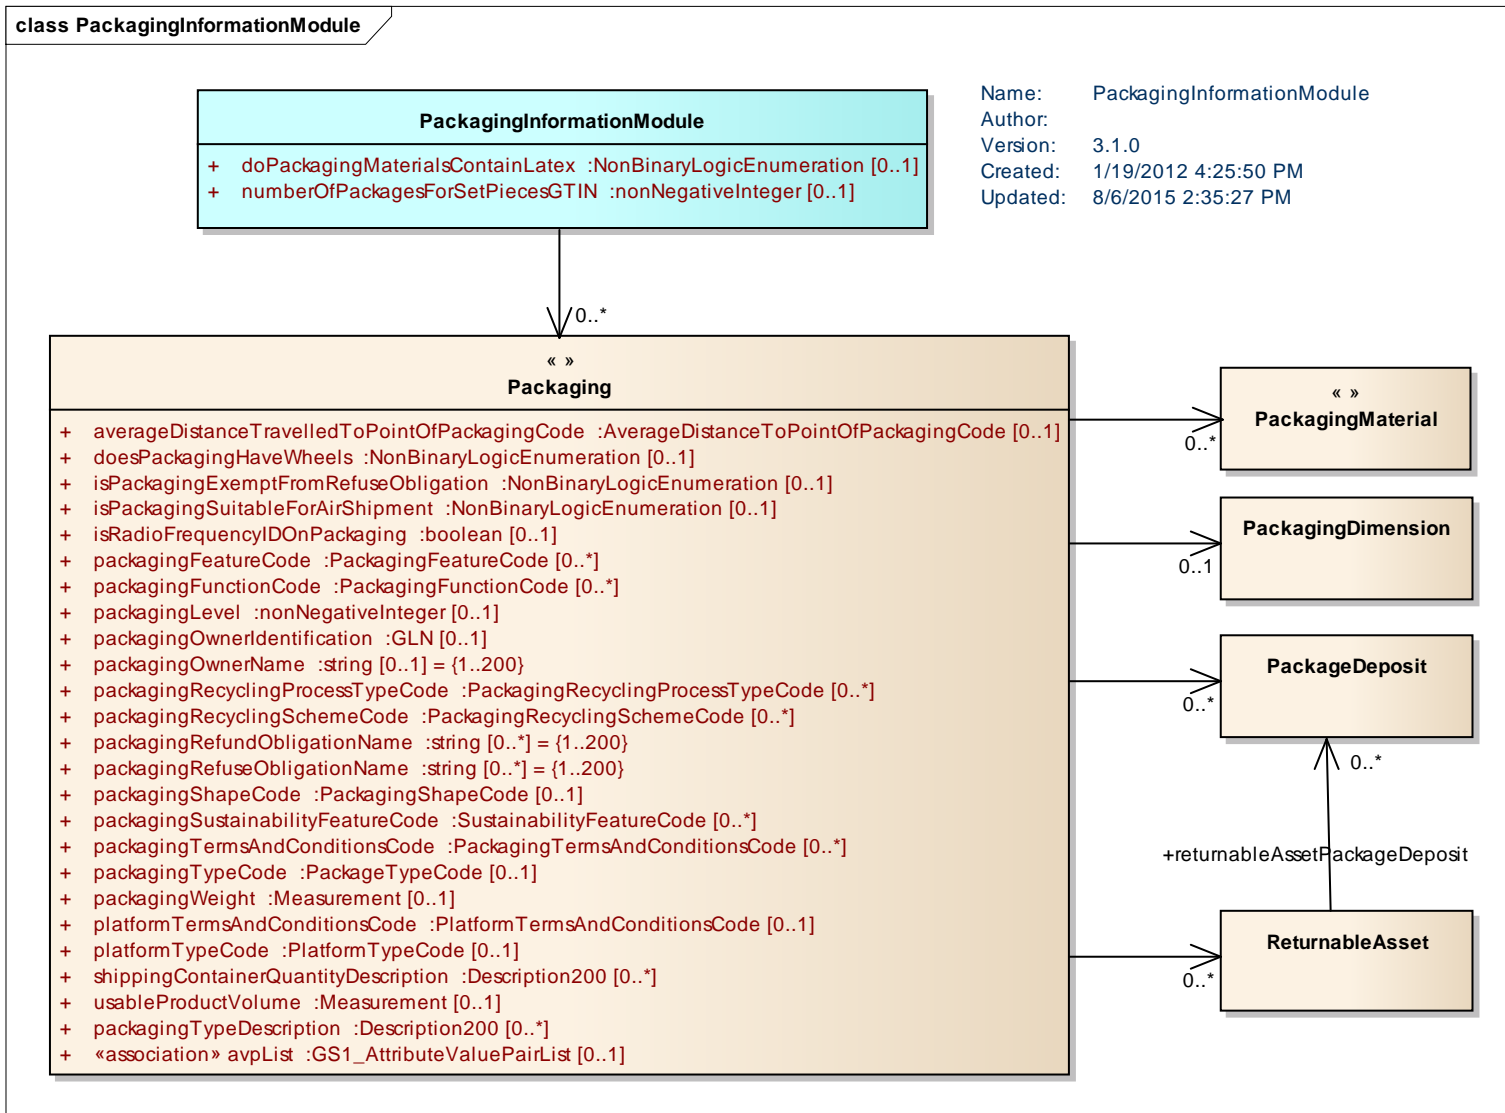 class PackagingInformationModule
PackagingInformationModule
+ doPackagingMaterialsContainLatex :NonBinaryLogicEnumeration [0..1]
+ numberOfPackagesForSetPiecesGTIN :nonNegativeInteger [0..1]
Name: PackagingInformationModule
Author:
Version: 3.1.0
Created: 1/19/2012 4:25:50 PM
Updated: 8/6/2015 2:35:27 PM
0..*
« »
Packaging
+ averageDistanceTravelledToPointOfPackagingCode :AverageDistanceToPointOfPackagingCode [0..1]
+ doesPackagingHaveWheels :NonBinaryLogicEnumeration [0..1]
+ isPackagingExemptFromRefuseObligation :NonBinaryLogicEnumeration [0..1]
+ isPackagingSuitableForAirShipment :NonBinaryLogicEnumeration [0..1]
+ isRadioFrequencyIDOnPackaging :boolean [0..1]
+ packagingFeatureCode :PackagingFeatureCode [0..*]
+ packagingFunctionCode :PackagingFunctionCode [0..*]
+ packagingLevel :nonNegativeInteger [0..1]
+ packagingOwnerIdentification :GLN [0..1]
+ packagingOwnerName :string [0..1] = {1..200}
+ packagingRecyclingProcessTypeCode :PackagingRecyclingProcessTypeCode [0..*]
+ packagingRecyclingSchemeCode :PackagingRecyclingSchemeCode [0..*]
+ packagingRefundObligationName :string [0..*] = {1..200}
+ packagingRefuseObligationName :string [0..*] = {1..200}
+ packagingShapeCode :PackagingShapeCode [0..1]
+ packagingSustainabilityFeatureCode :SustainabilityFeatureCode [0..*]
+ packagingTermsAndConditionsCode :PackagingTermsAndConditionsCode [0..*]
+ packagingTypeCode :PackageTypeCode [0..1]
+ packagingWeight :Measurement [0..1]
+ platformTermsAndConditionsCode :PlatformTermsAndConditionsCode [0..1]
+ platformTypeCode :PlatformTypeCode [0..1]
+ shippingContainerQuantityDescription :Description200 [0..*]
+ usableProductVolume :Measurement [0..1]
+ packagingTypeDescription :Description200 [0..*]
+ «association» avpList :GS1_AttributeValuePairList [0..1]
« »
PackagingMaterial
0..*
PackagingDimension
0..1
PackageDeposit
0..*
0..*
+returnableAssetPackageDeposit
ReturnableAsset
0..*